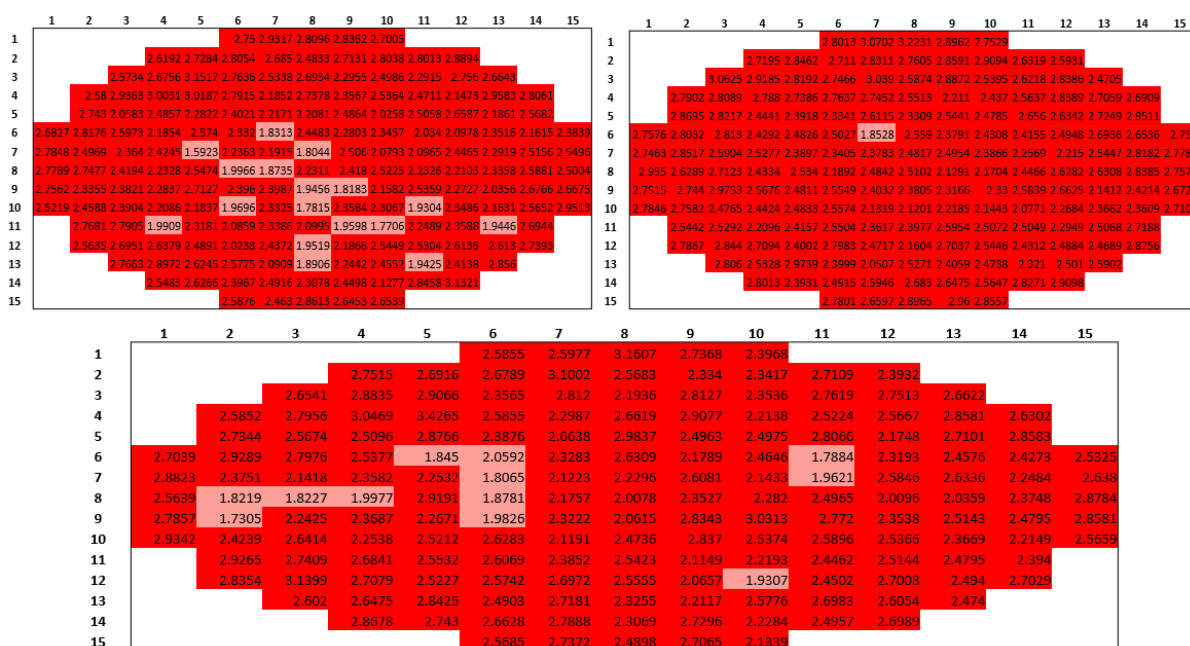 1 2 3 4 5 6 7 8 9 10 11 12 13 14 15
1 2.75 2.9317 2.8096 2.8362 2.7005
2 2.6192 2.7284 2.8054 2.685 2.4833 2.7131 2.8038 2.8013 2.8894
3 2.5734 2.6756 3.1517 2.7636 2.5338 2.6934 2.2955 2.4986 2.2915 2.756 2.6643
4 2.58 2.9363 3.0031 3.0187 2.7915 2.1852 2.7378 2.3567 2.5364 2.4711 2.1473 2.9583 2.8061
5 2.743 2.0583 2.4857 2.2822 2.4021 2.2171 2.2081 2.4864 2.0258 2.5058 2.6587 2.1861 2.5682
6 2.6827 2.8176 2.5973 2.1854 2.574 2.332 1.8313 2.4483 2.2803 2.3457 2.034 2.0978 2.3516 2.1615 2.3839
7 2.7848 2.4969 2.364 2.4245 1.5923 2.2363 2.1915 1.8044 2.506 2.0793 2.0965 2.4465 2.2919 2.5156 2.5496
8 2.7789 2.7477 2.4194 2.2328 2.5474 1.9966 1.8735 2.2311 2.418 2.5225 2.2326 2.2103 2.3358 2.5881 2.5004
9 2.7562 2.3355 2.3821 2.2837 2.7127 2.396 2.3987 1.9456 1.8183 2.1582 2.5359 2.2727 2.0356 2.6766 2.6675
10 2.5219 2.4588 2.3904 2.2086 2.1837 1.9696 2.3325 1.7815 2.3584 2.3067 1.9304 2.3486 2.1631 2.5652 2.9513
11 2.7681 2.7905 1.9909 2.3181 2.0859 2.3386 2.0995 1.9598 1.7706 2.2489 2.3588 1.9446 2.6944
12 2.5635 2.6951 2.6379 2.4891 2.0238 2.4372 1.9519 2.1866 2.5449 2.5304 2.6136 2.613 2.7393
13 2.7663 2.8972 2.6245 2.5775 2.0909 1.8906 2.2442 2.4552 1.9425 2.4138 2.856
14 2.5483 2.6266 2.3967 2.4916 2.3078 2.4498 2.1277 2.8458 3.1321
15 2.5876 2.463 2.8613 2.6453 2.6539
1 2 3 4 5 6 7 8 9 10 11 12 13 14 15
1 2.8013 3.0702 3.2231 2.8962 2.7529
2 2.7195 2.8462 2.711 2.8311 2.7605 2.8591 2.9094 2.6319 2.5931
3 3.0625 2.9185 2.8192 2.7466 3.039 2.5874 2.8872 2.5395 2.6218 2.8386 2.4705
4 2.7902 2.8089 2.788 2.7386 2.7637 2.7452 2.5513 2.211 2.437 2.5637 2.8389 2.7059 2.6909
5 2.8695 2.8217 2.4441 2.3918 2.3341 2.6115 2.3309 2.5041 2.4785 2.656 2.6342 2.7249 2.9511
6 2.7576 2.8032 2.813 2.4292 2.4826 2.5027 1.8528 2.559 2.3791 2.4308 2.4155 2.4948 2.6936 2.6536
7 2.7463 2.8517 2.5904 2.5277 2.3897 2.3405 2.3783 2.4817 2.4954 2.3866 2.2569 2.215 2.5447 2.8182
8 2.955 2.6289 2.7123 2.4334 2.534 2.1892 2.4842 2.5102 2.1291 2.1704 2.4466 2.6282 2.6308 2.8385
9 2.7515 2.744 2.9753 2.5676 2.4811 2.5549 2.4032 2.3805 2.3166 2.33 2.5839 2.6625 2.1412 2.4214
10 2.7846 2.7582 2.4765 2.4424 2.4833 2.5574 2.1319 2.1201 2.2185 2.1443 2.0771 2.2684 2.3662 2.3609
11 2.5442 2.5292 2.2096 2.4157 2.5504 2.3617 2.3977 2.5954 2.5072 2.5049 2.2949 2.5068 2.7188
12 2.7867 2.844 2.7094 2.4002 2.7983 2.4717 2.1604 2.7037 2.5446 2.4312 2.4884 2.4689 2.8756
13 2.806 2.5328 2.9739 2.3999 2.0507 2.5271 2.4059 2.4738 2.321 2.501 2.5902
14 2.8013 2.3931 2.4915 2.5946 2.683 2.6475 2.5647 2.8271 2.9098
15 2.7801 2.6597 2.8965 2.96 2.8557
1 2 3 4 5 6 7 8 9 10 11 12 13 14 15
1 2.5855 2.5977 3.1607 2.7368 2.3968
2 2.7515 2.6916 2.6789 3.1002 2.5683 2.334 2.3417 2.7109 2.3932
3 2.6541 2.8835 2.9066 2.3565 2.812 2.1936 2.8127 2.3536 2.7619 2.7513 2.6622
4 2.5852 2.7956 3.0469 3.4265 2.5855 2.2987 2.6619 2.9077 2.2138 2.5224 2.5667 2.8581 2.6302
5 2.7344 2.5674 2.5096 2.8766 2.3876 2.6638 2.9837 2.4963 2.4975 2.8066 2.1748 2.7101 2.8583
6 2.7039 2.9289 2.7976 2.5377 1.845 2.0592 2.3283 2.6309 2.1789 2.4646 1.7884 2.3193 2.4576 2.4273 2.5325
7 2.8823 2.3751 2.1418 2.3582 2.2532 1.8065 2.1223 2.2296 2.6081 2.1433 1.9621 2.5846 2.6336 2.2484 2.638
8 2.5639 1.8219 1.8227 1.9977 2.9191 1.8781 2.1757 2.0078 2.3527 2.282 2.4965 2.0096 2.0359 2.3748 2.8784
9 2.7857 1.7305 2.2425 2.3687 2.2671 1.9826 2.3222 2.0615 2.8343 3.0313 2.772 2.3538 2.5143 2.4795 2.8581
10 2.9342 2.4239 2.6414 2.2538 2.5212 2.6283 2.1191 2.4736 2.837 2.5374 2.5896 2.5366 2.3669 2.2149 2.5659
11 2.9265 2.7409 2.6841 2.5532 2.6069 2.3852 2.5423 2.1149 2.2193 2.4462 2.5144 2.4795 2.394
12 2.8354 3.1399 2.7079 2.5227 2.5742 2.6972 2.5555 2.0657 1.9307 2.4502 2.7008 2.494 2.7029
13 2.602 2.6475 2.8425 2.4903 2.7181 2.3255 2.2117 2.5776 2.6983 2.6054 2.474
14 2.8678 2.743 2.6628 2.7888 2.3069 2.7296 2.2284 2.4957 2.6989
15 2.5685 2.7372 2.4898 2.7065 2.1339